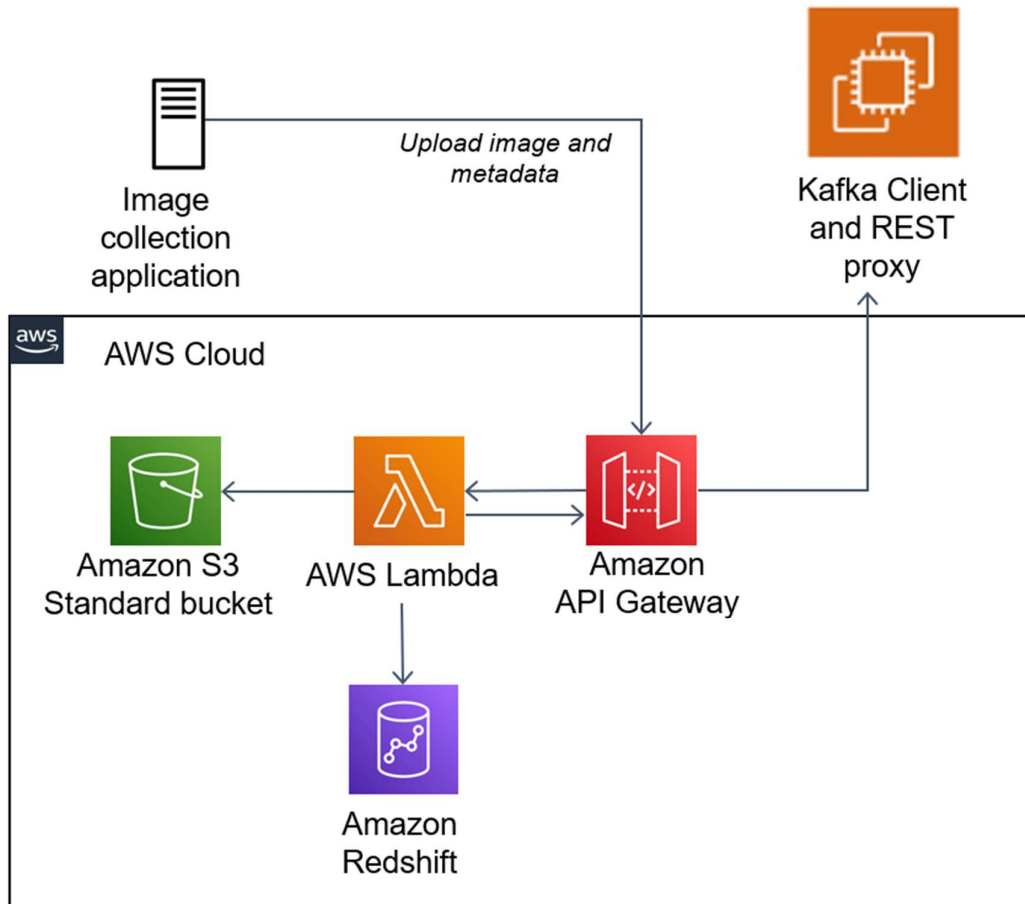 Upload image and
metadata
Image
collection
application
Kafka Client
and REST
proxy
aws
AWS Cloud
</>
Amazon S3
Standard bucket
AWS Lambda
Amazon
API Gateway
Amazon
Redshift